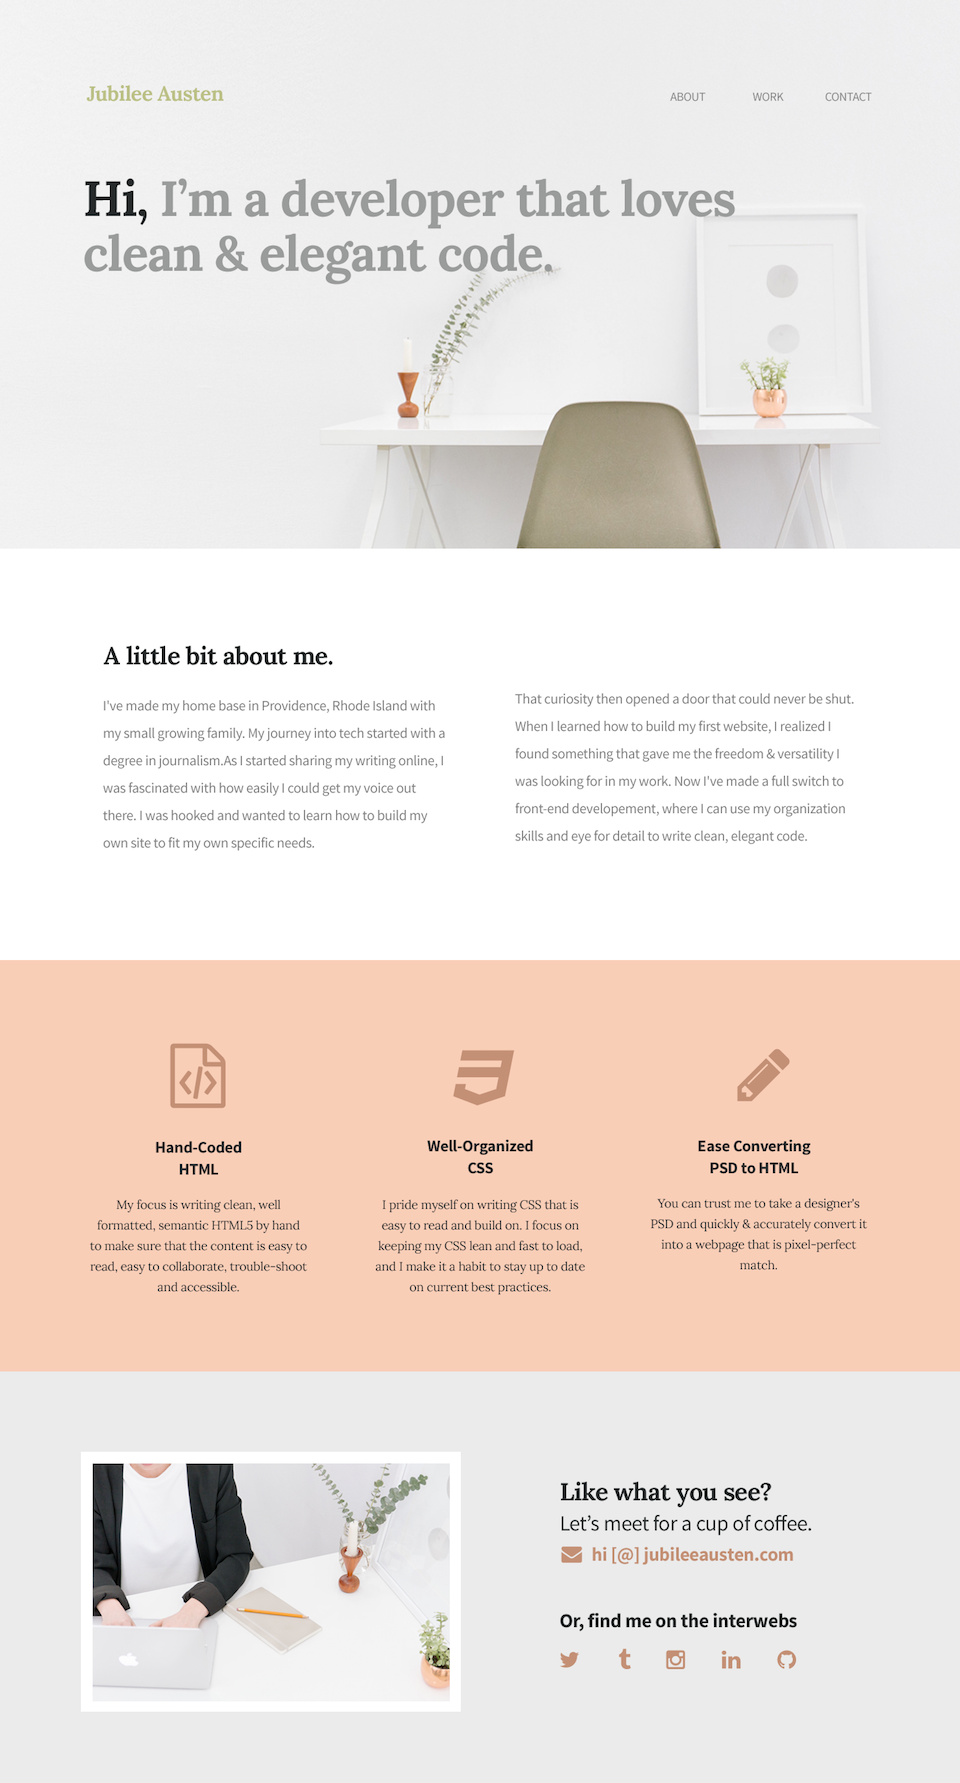 Jubilee Austen
ABOUT WORK CONTACT
Hi, I’m a developer that loves
clean & elegant code.
A little bit about me.
I've made my home base in Providence, Rhode Island with
my small growing family. My journey into tech started with a
degree in journalism.As I started sharing my writing online, I
was fascinated with how easily I could get my voice out
there. I was hooked and wanted to learn how to build my
own site to fit my own specific needs.
That curiosity then opened a door that could never be shut.
When I learned how to build my first website, I realized I
found something that gave me the freedom & versatility I
was looking for in my work. Now I've made a full switch to
front-end developement, where I can use my organization
skills and eye for detail to write clean, elegant code.
Hand-Coded
HTML
My focus is writing clean, well
formatted, semantic HTML5 by hand
to make sure that the content is easy to
read, easy to collaborate, trouble-shoot
and accessible.
Well-Organized
CSS
I pride myself on writing CSS that is
easy to read and build on. I focus on
keeping my CSS lean and fast to load,
and I make it a habit to stay up to date
on current best practices.
Ease Converting
PSD to HTML
You can trust me to take a designer's
PSD and quickly & accurately convert it
into a webpage that is pixel-perfect
match.
Like what you see?
Let’s meet for a cup of coffee.
hi [@] jubileeausten.com
Or, find me on the interwebs